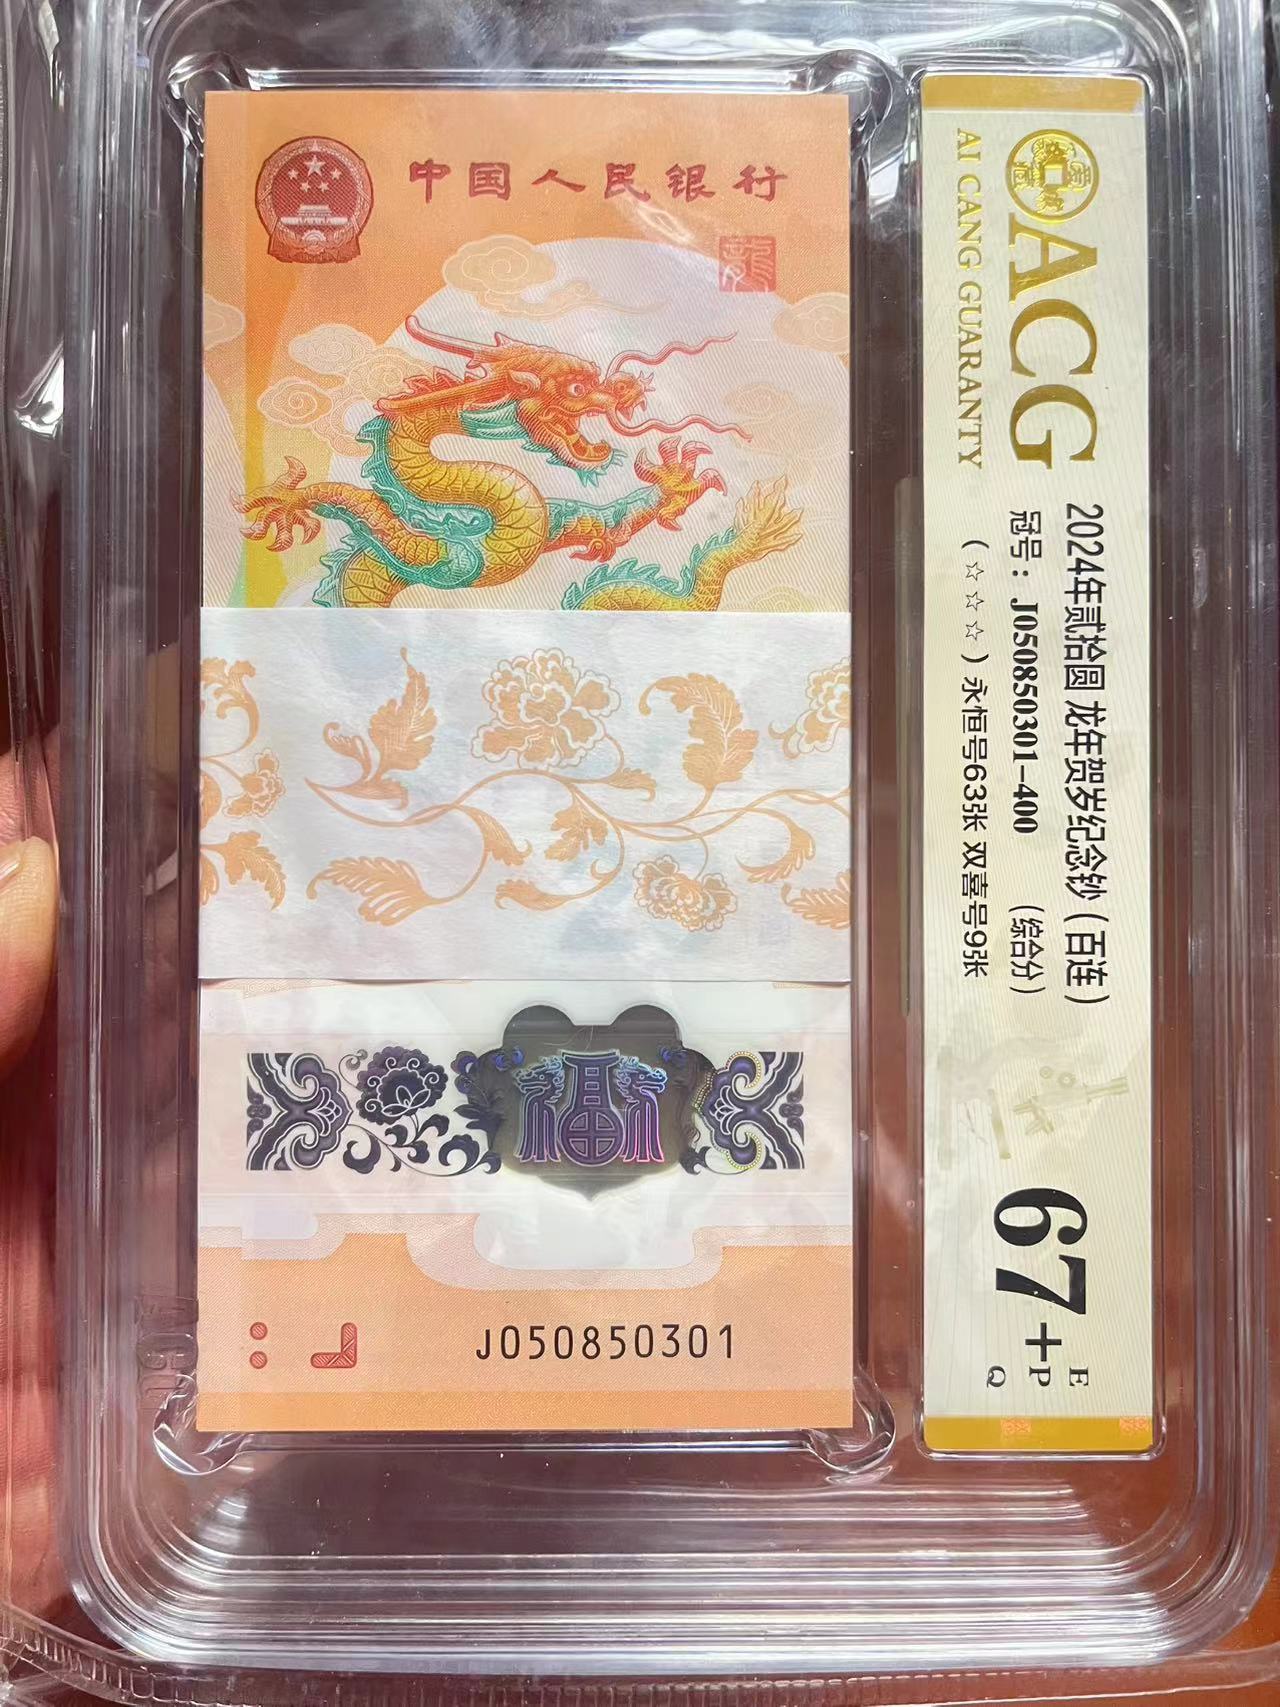 中国人民银行
龍
J050850301
ACG
AI CANG GUARANTY
2024年贰拾圆 龙年贺岁纪念钞（百连）
冠号：J050850301-400 （综合分）
（☆☆☆）永恒号63张 双喜号9张
67+
E
P
Q
ACG